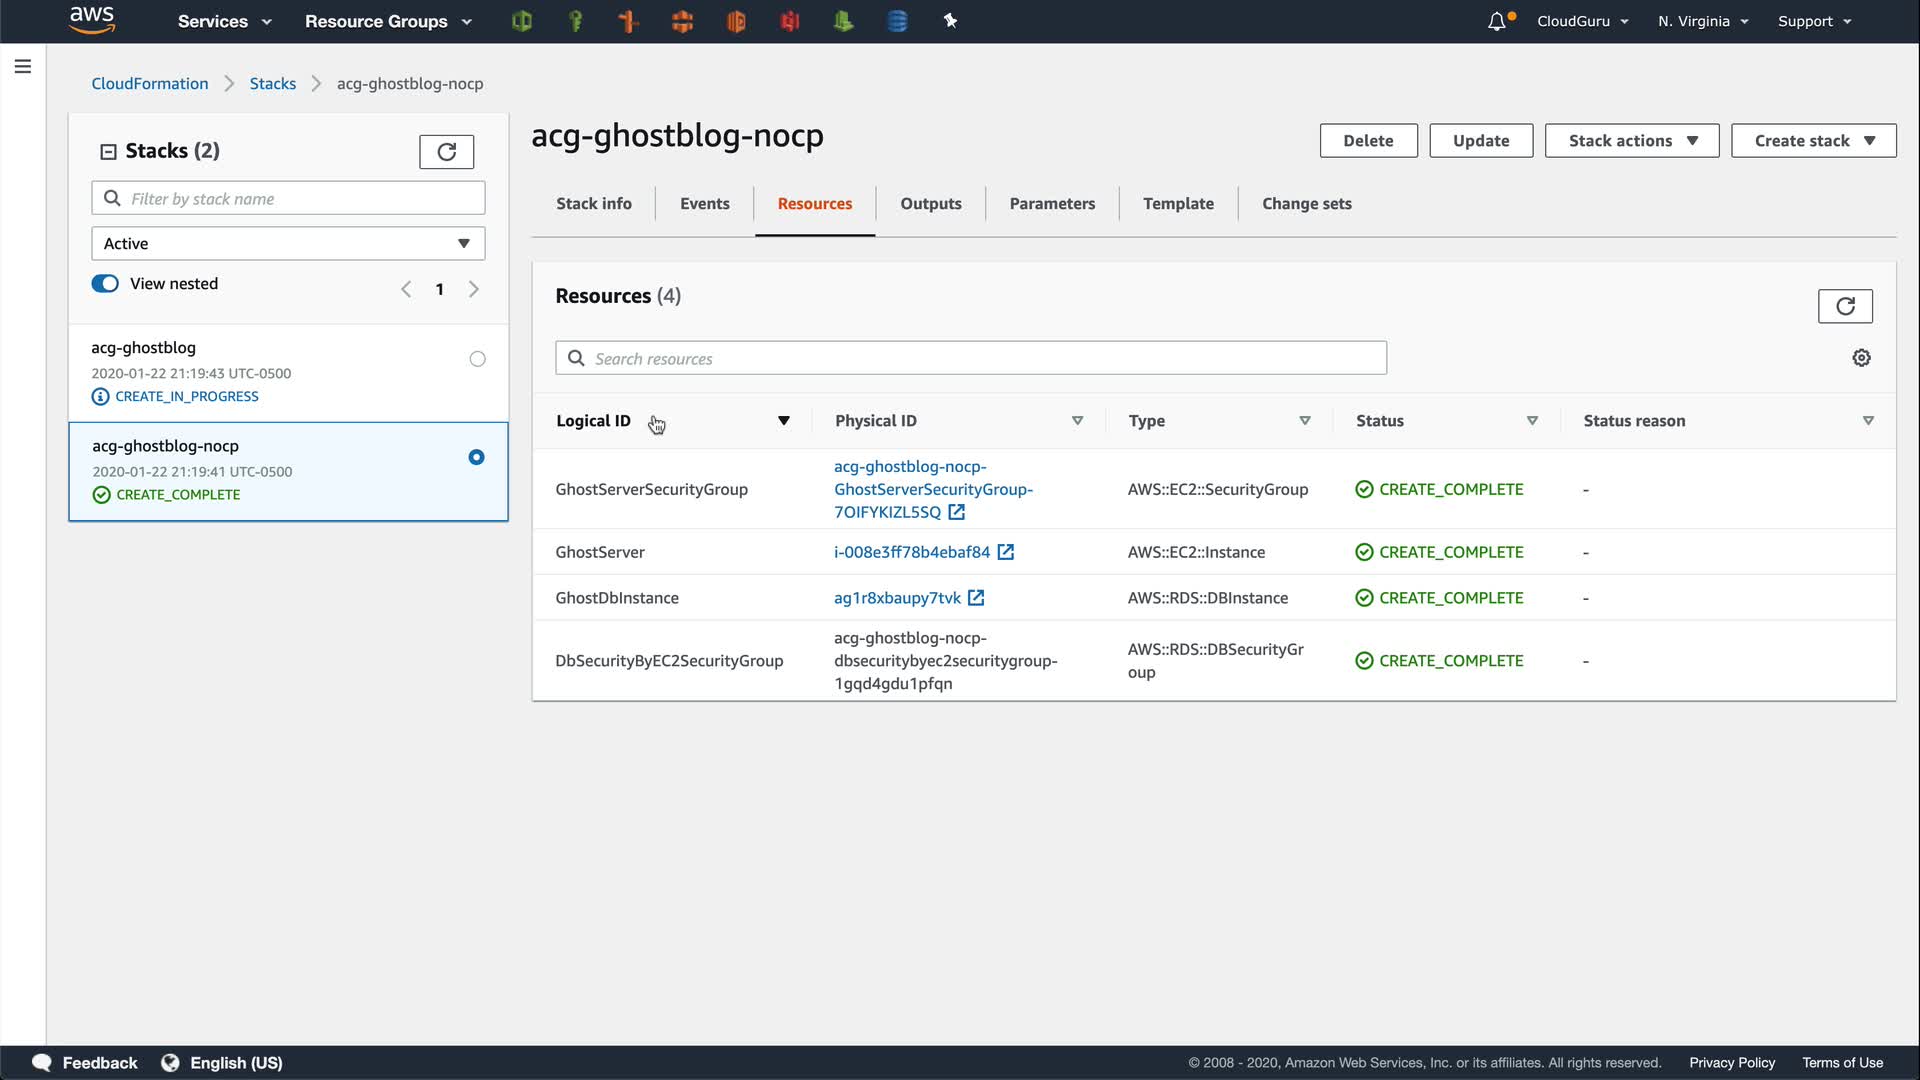 aws
Services
Resource Groups
CloudGuru
N. Virginia
Support
CloudFormation
Stacks
acg-ghostblog-nocp
Stacks (2)
Filter by stack name
Active
View nested
1
acg-ghostblog
2020-01-22 21:19:43 UTC-0500
CREATE_IN_PROGRESS
acg-ghostblog-nocp
2020-01-22 21:19:41 UTC-0500
CREATE_COMPLETE
acg-ghostblog-nocp
Delete
Update
Stack actions
Create stack
Stack info
Events
Resources
Outputs
Parameters
Template
Change sets
Resources (4)
Search resources
Logical ID
Physical ID
Type
Status
Status reason
GhostServerSecurityGroup
acg-ghostblog-nocp-
GhostServerSecurityGroup-
7OIFYKIZL5SQ
AWS::EC2::SecurityGroup
CREATE_COMPLETE
-
GhostServer
i-008e3ff78b4ebaf84
AWS::EC2::Instance
CREATE_COMPLETE
-
GhostDbInstance
ag1r8xbaupy7tvk
AWS::RDS::DBInstance
CREATE_COMPLETE
-
DbSecurityByEC2SecurityGroup
acg-ghostblog-nocp-
dbsecuritybyec2securitygroup-
1gqd4gdu1pfqn
AWS::RDS::DBSecurityGr
oup
CREATE_COMPLETE
-
Feedback
English (US)
© 2008 - 2020, Amazon Web Services, Inc. or its affiliates. All rights reserved.
Privacy Policy
Terms of Use